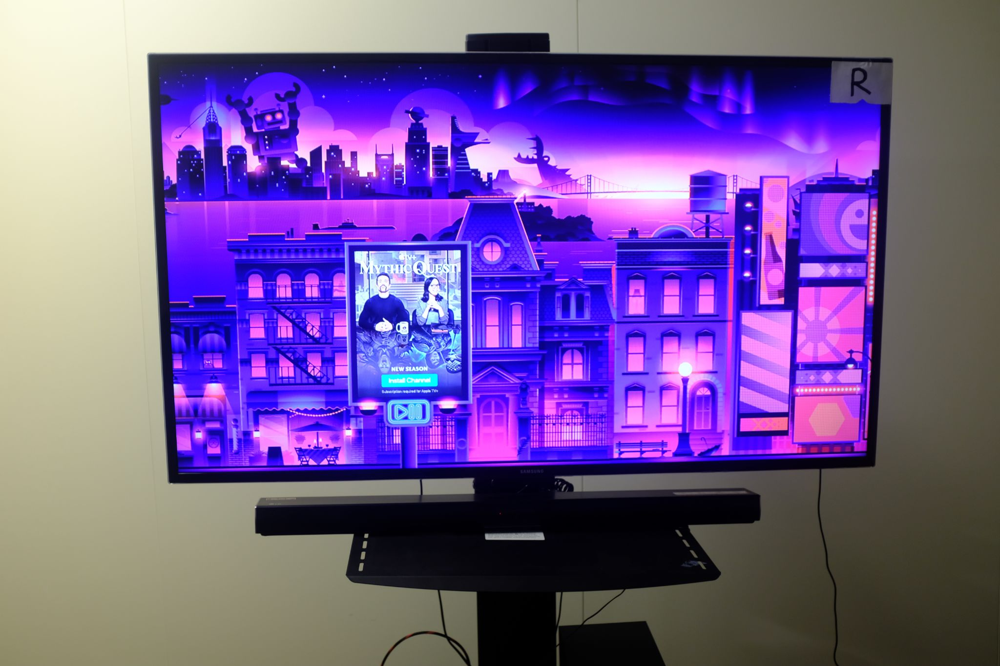 R
tv+
MYTHIC QUEST
NEW SEASON
Install Channel
Subscription required for Apple TV+
SAMSUNG